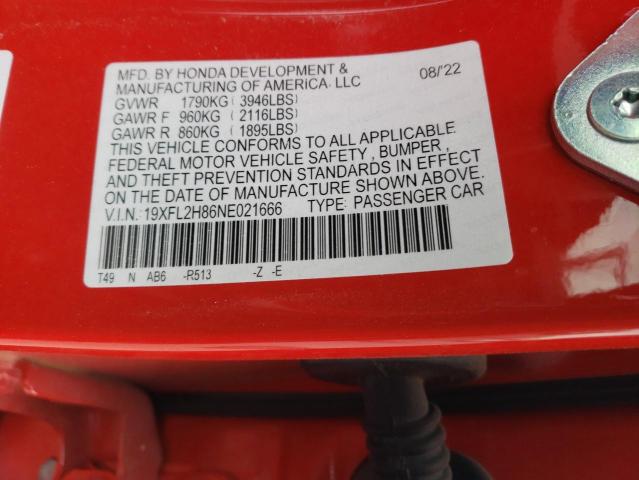 MFD. BY HONDA DEVELOPMENT &
MANUFACTURING OF AMERICA, LLC 08/'22
GVWR 1790KG (3946LBS)
GAWR F 960KG (2116LBS)
GAWR R 860KG (1895LBS)
THIS VEHICLE CONFORMS TO ALL APPLICABLE
FEDERAL MOTOR VEHICLE SAFETY, BUMPER,
AND THEFT PREVENTION STANDARDS IN EFFECT
ON THE DATE OF MANUFACTURE SHOWN ABOVE.
V.I.N: 19XFL2H86NE021666 TYPE: PASSENGER CAR
T49 N AB6 -R513 -Z -E